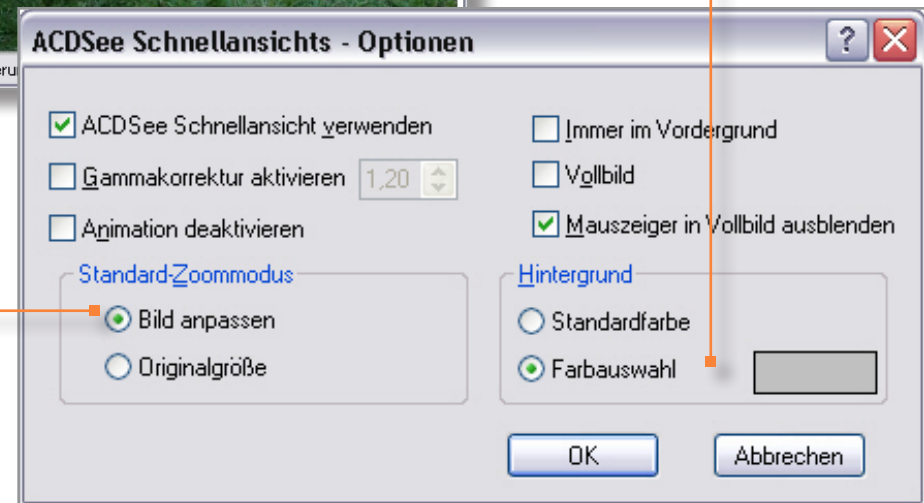 ACDSee Schnellansichts - Optionen
ACDSee Schnellansicht verwenden
Immer im Vordergrund
Gammakorrektur aktivieren 1,20
Vollbild
Animation deaktivieren
Mauszeiger in Vollbild ausblenden
Standard-Zoommodus
Hintergrund
Bild anpassen
Standardfarbe
Originalgröße
Farbauswahl
OK
Abbrechen